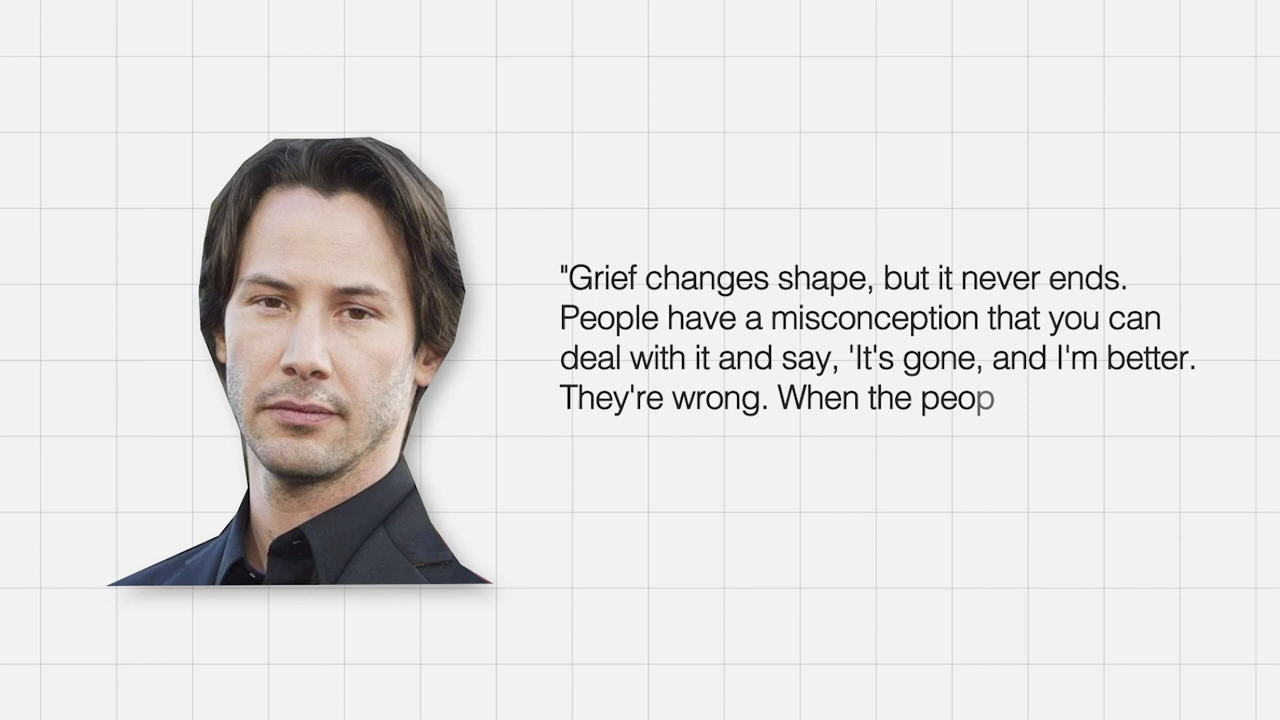 "Grief changes shape, but it never ends.
People have a misconception that you can
deal with it and say, 'It's gone, and I'm better.
They're wrong. When the peop